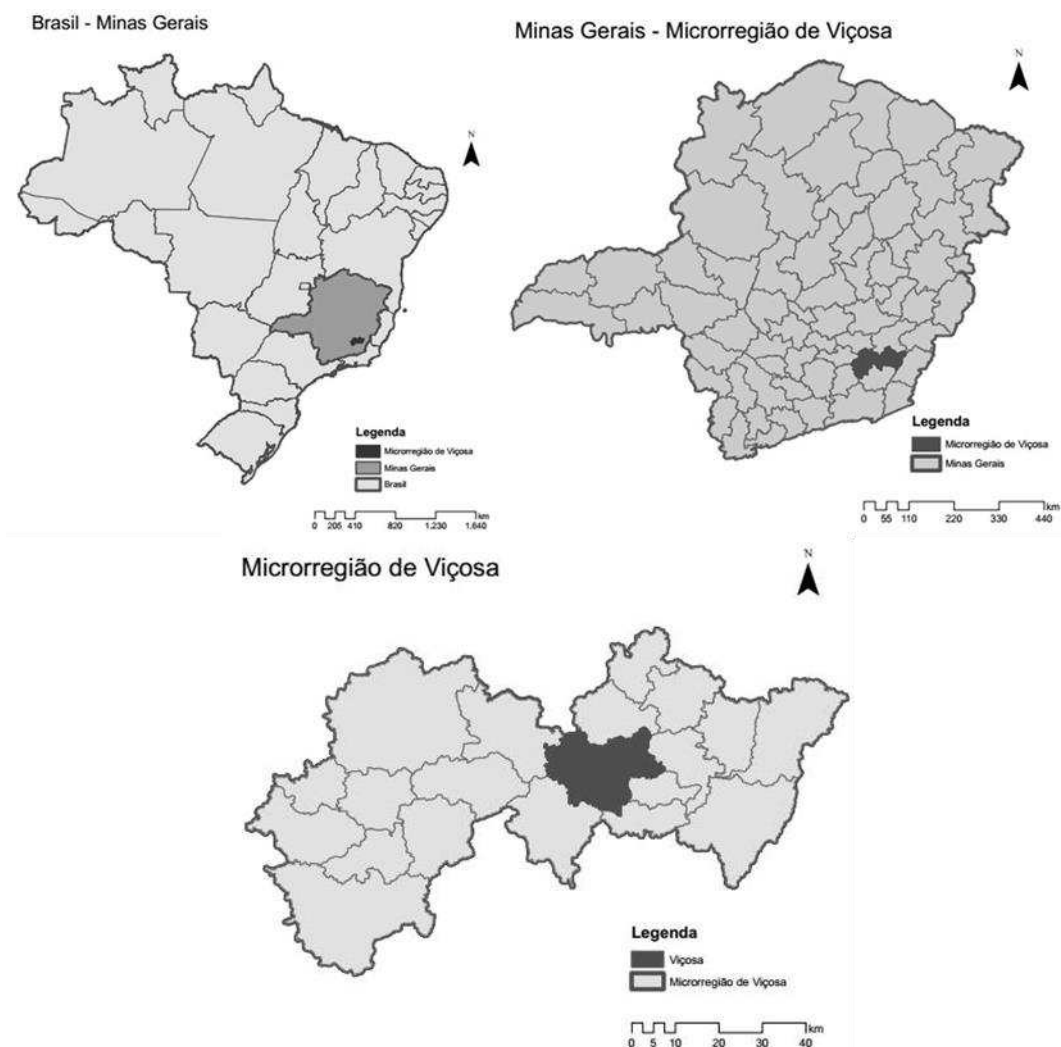 Brasil - Minas Gerais
N
Legenda
Microrregião de Viçosa
Minas Gerais
Brasil
km
0 205 410 820 1.230 1.640
Minas Gerais - Microrregião de Viçosa
N
Legenda
Microrregião de Viçosa
Minas Gerais
km
0 55 110 220 330 440
Microrregião de Viçosa
N
Legenda
Viçosa
Microrregião de Viçosa
km
0 5 10 20 30 40